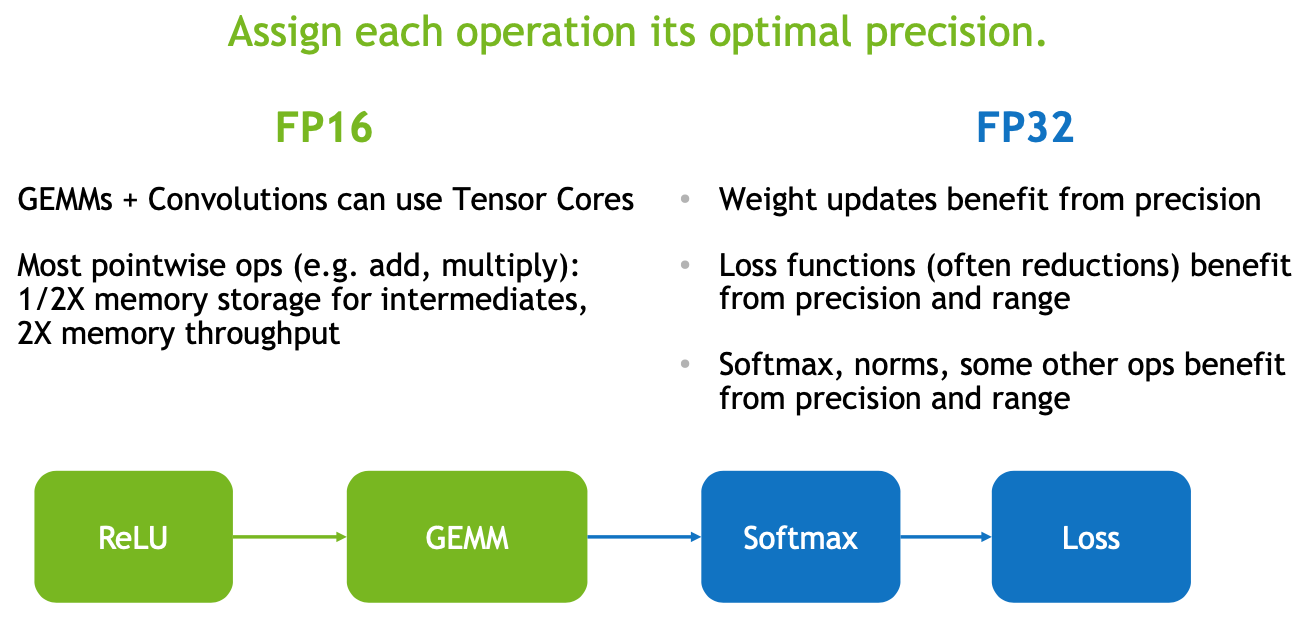 Assign each operation its optimal precision.
FP16
GEMMs + Convolutions can use Tensor Cores
Most pointwise ops (e.g. add, multiply):
1/2X memory storage for intermediates,
2X memory throughput
FP32
• Weight updates benefit from precision
• Loss functions (often reductions) benefit
from precision and range
• Softmax, norms, some other ops benefit
from precision and range
ReLU
GEMM
Softmax
Loss